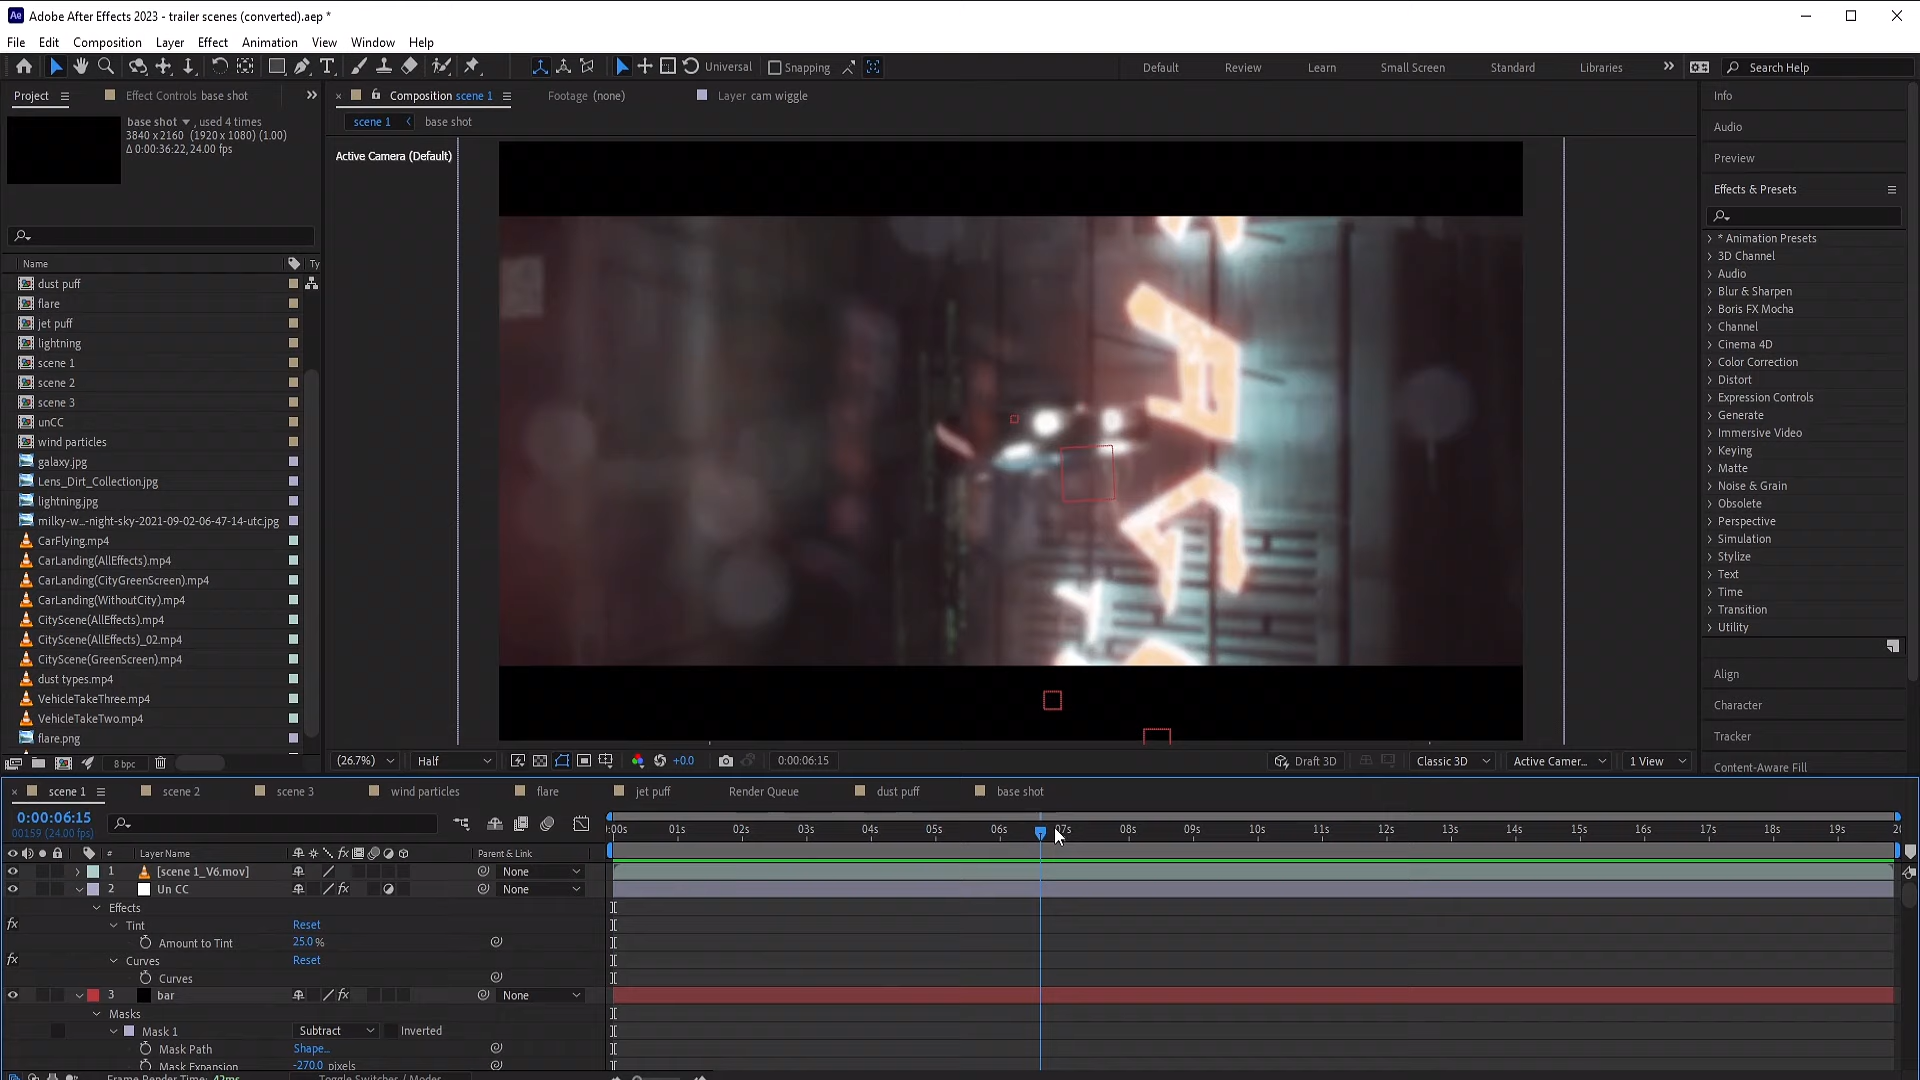 Adobe After Effects 2023 - trailer scenes (converted).aep *
File Edit Composition Layer Effect Animation View Window Help
Universal Snapping Default Review Learn Small Screen Standard Libraries Search Help
Project Effect Controls base shot
Composition scene 1 Footage (none) Layer cam wiggle
scene 1 base shot
base shot , used 4 times
3840 x 2160 (1920 x 1080) (1.00)
Δ 0:00:36:22, 24.00 fps
Name Ty
dust puff
flare
jet puff
lightning
scene 1
scene 2
scene 3
unCC
wind particles
galaxy.jpg
Lens_Dirt_Collection.jpg
lightning.jpg
milky-w...-night-sky-2021-09-02-06-47-14-utc.jpg
CarFlying.mp4
CarLanding(AllEffects).mp4
CarLanding(CityGreenScreen).mp4
CarLanding(WithoutCity).mp4
CityScene(AllEffects).mp4
CityScene(AllEffects)_02.mp4
CityScene(GreenScreen).mp4
dust types.mp4
VehicleTakeThree.mp4
VehicleTakeTwo.mp4
flare.png
8 bpc
Active Camera (Default)
(26.7%) Half +0.0 0:00:06:15 Draft 3D Classic 3D Active Camer... 1 View
Info
Audio
Preview
Effects & Presets
* Animation Presets
3D Channel
Audio
Blur & Sharpen
Boris FX Mocha
Channel
Cinema 4D
Color Correction
Distort
Expression Controls
Generate
Immersive Video
Keying
Matte
Noise & Grain
Obsolete
Perspective
Simulation
Stylize
Text
Time
Transition
Utility
Align
Character
Paragraph
Tracker
Content-Aware Fill
scene 1 scene 2 scene 3 wind particles flare jet puff Render Queue dust puff base shot
0:00:06:15
00159 (24.00 fps)
:00s 01s 02s 03s 04s 05s 06s 07s 08s 09s 10s 11s 12s 13s 14s 15s 16s 17s 18s 19s 20
# Layer Name fx Parent & Link
1 [scene 1_V6.mov] None
2 Un CC fx None
Effects
fx Tint Reset
Amount to Tint 25.0 %
fx Curves Reset
Curves
3 bar fx None
Masks
Mask 1 Subtract Inverted
Mask Path Shape...
Mask Expansion -270.0 pixels
Frame Render Time: 42ms Toggle Switches / Modes